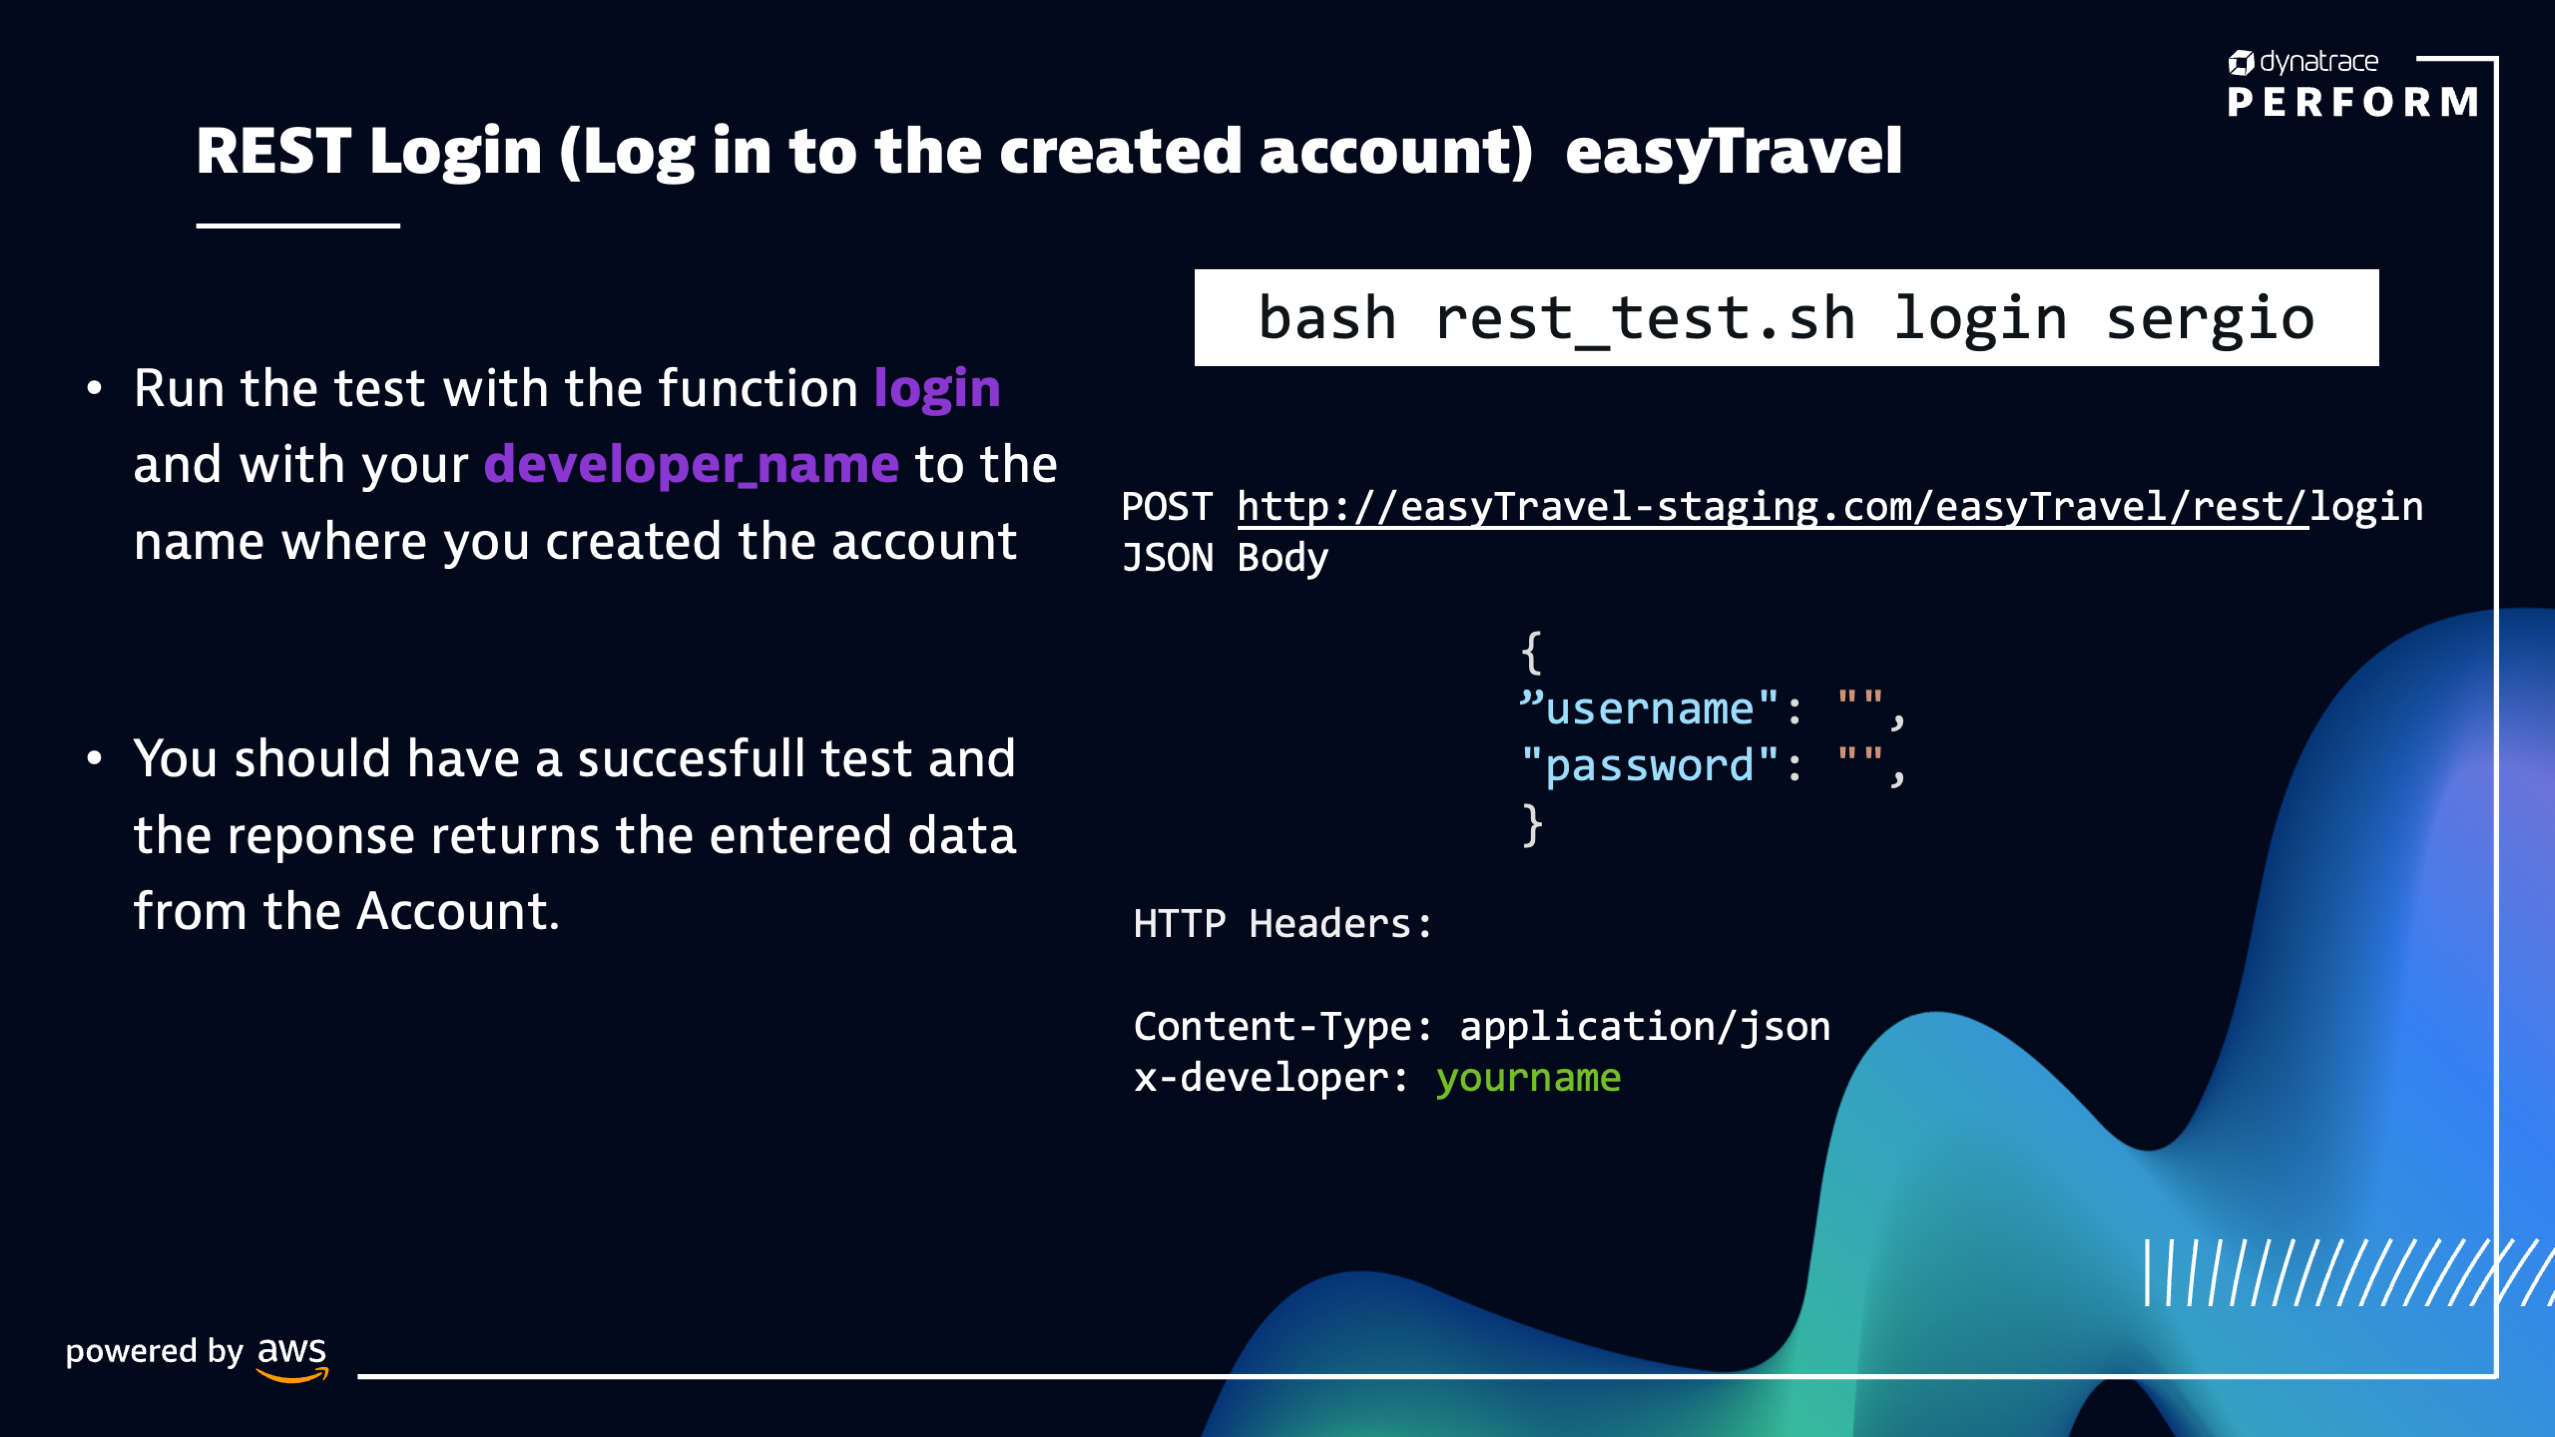 dynatrace
PERFORM
REST Login (Log in to the created account)  easyTravel
bash rest_test.sh login sergio
• Run the test with the function login
and with your developer_name to the
name where you created the account
• You should have a succesfull test and
the reponse returns the entered data
from the Account.
POST http://easyTravel-staging.com/easyTravel/rest/login
JSON Body
{
”username": "",
"password": "",
}
HTTP Headers:
Content-Type: application/json
x-developer: yourname
powered by aws